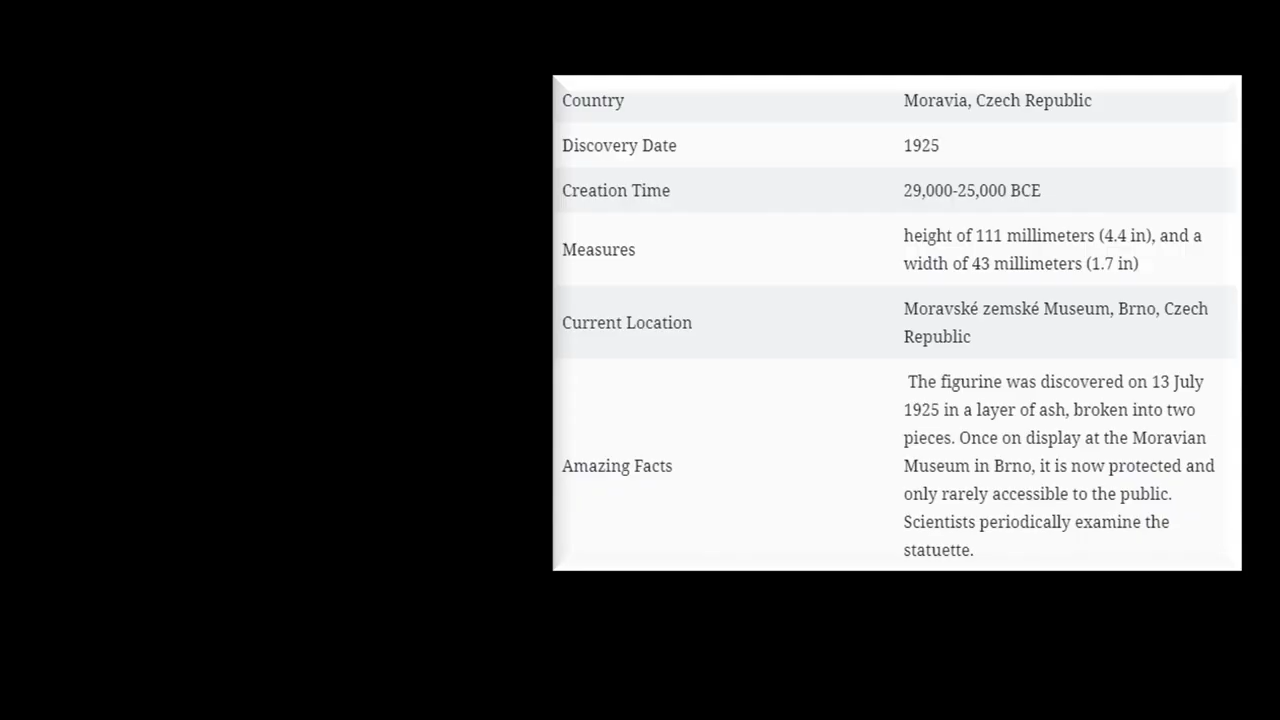 Country Moravia, Czech Republic
Discovery Date 1925
Creation Time 29,000-25,000 BCE
Measures height of 111 millimeters (4.4 in), and a
width of 43 millimeters (1.7 in)
Current Location Moravské zemské Museum, Brno, Czech
Republic
Amazing Facts The figurine was discovered on 13 July
1925 in a layer of ash, broken into two
pieces. Once on display at the Moravian
Museum in Brno, it is now protected and
only rarely accessible to the public.
Scientists periodically examine the
statuette.